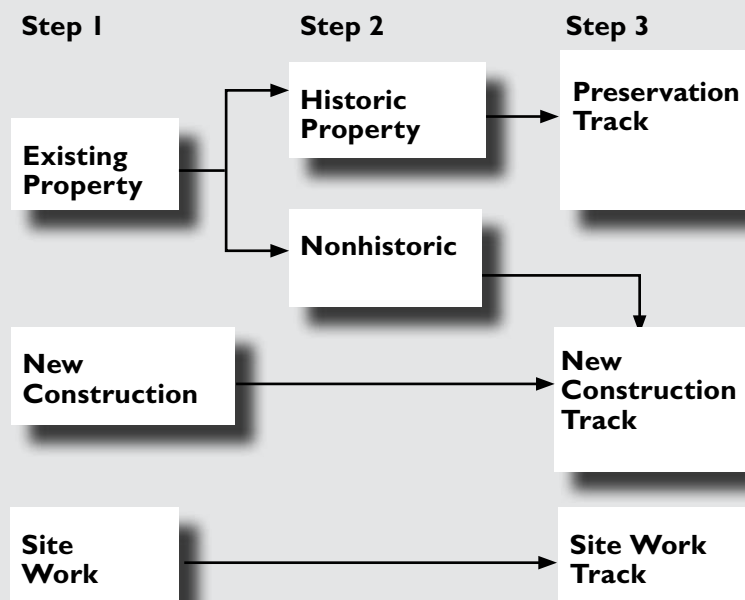 Step 1
Step 2
Step 3
Existing
Property
Historic
Property
Preservation
Track
Nonhistoric
New
Construction
New
Construction
Track
Site
Work
Site Work
Track